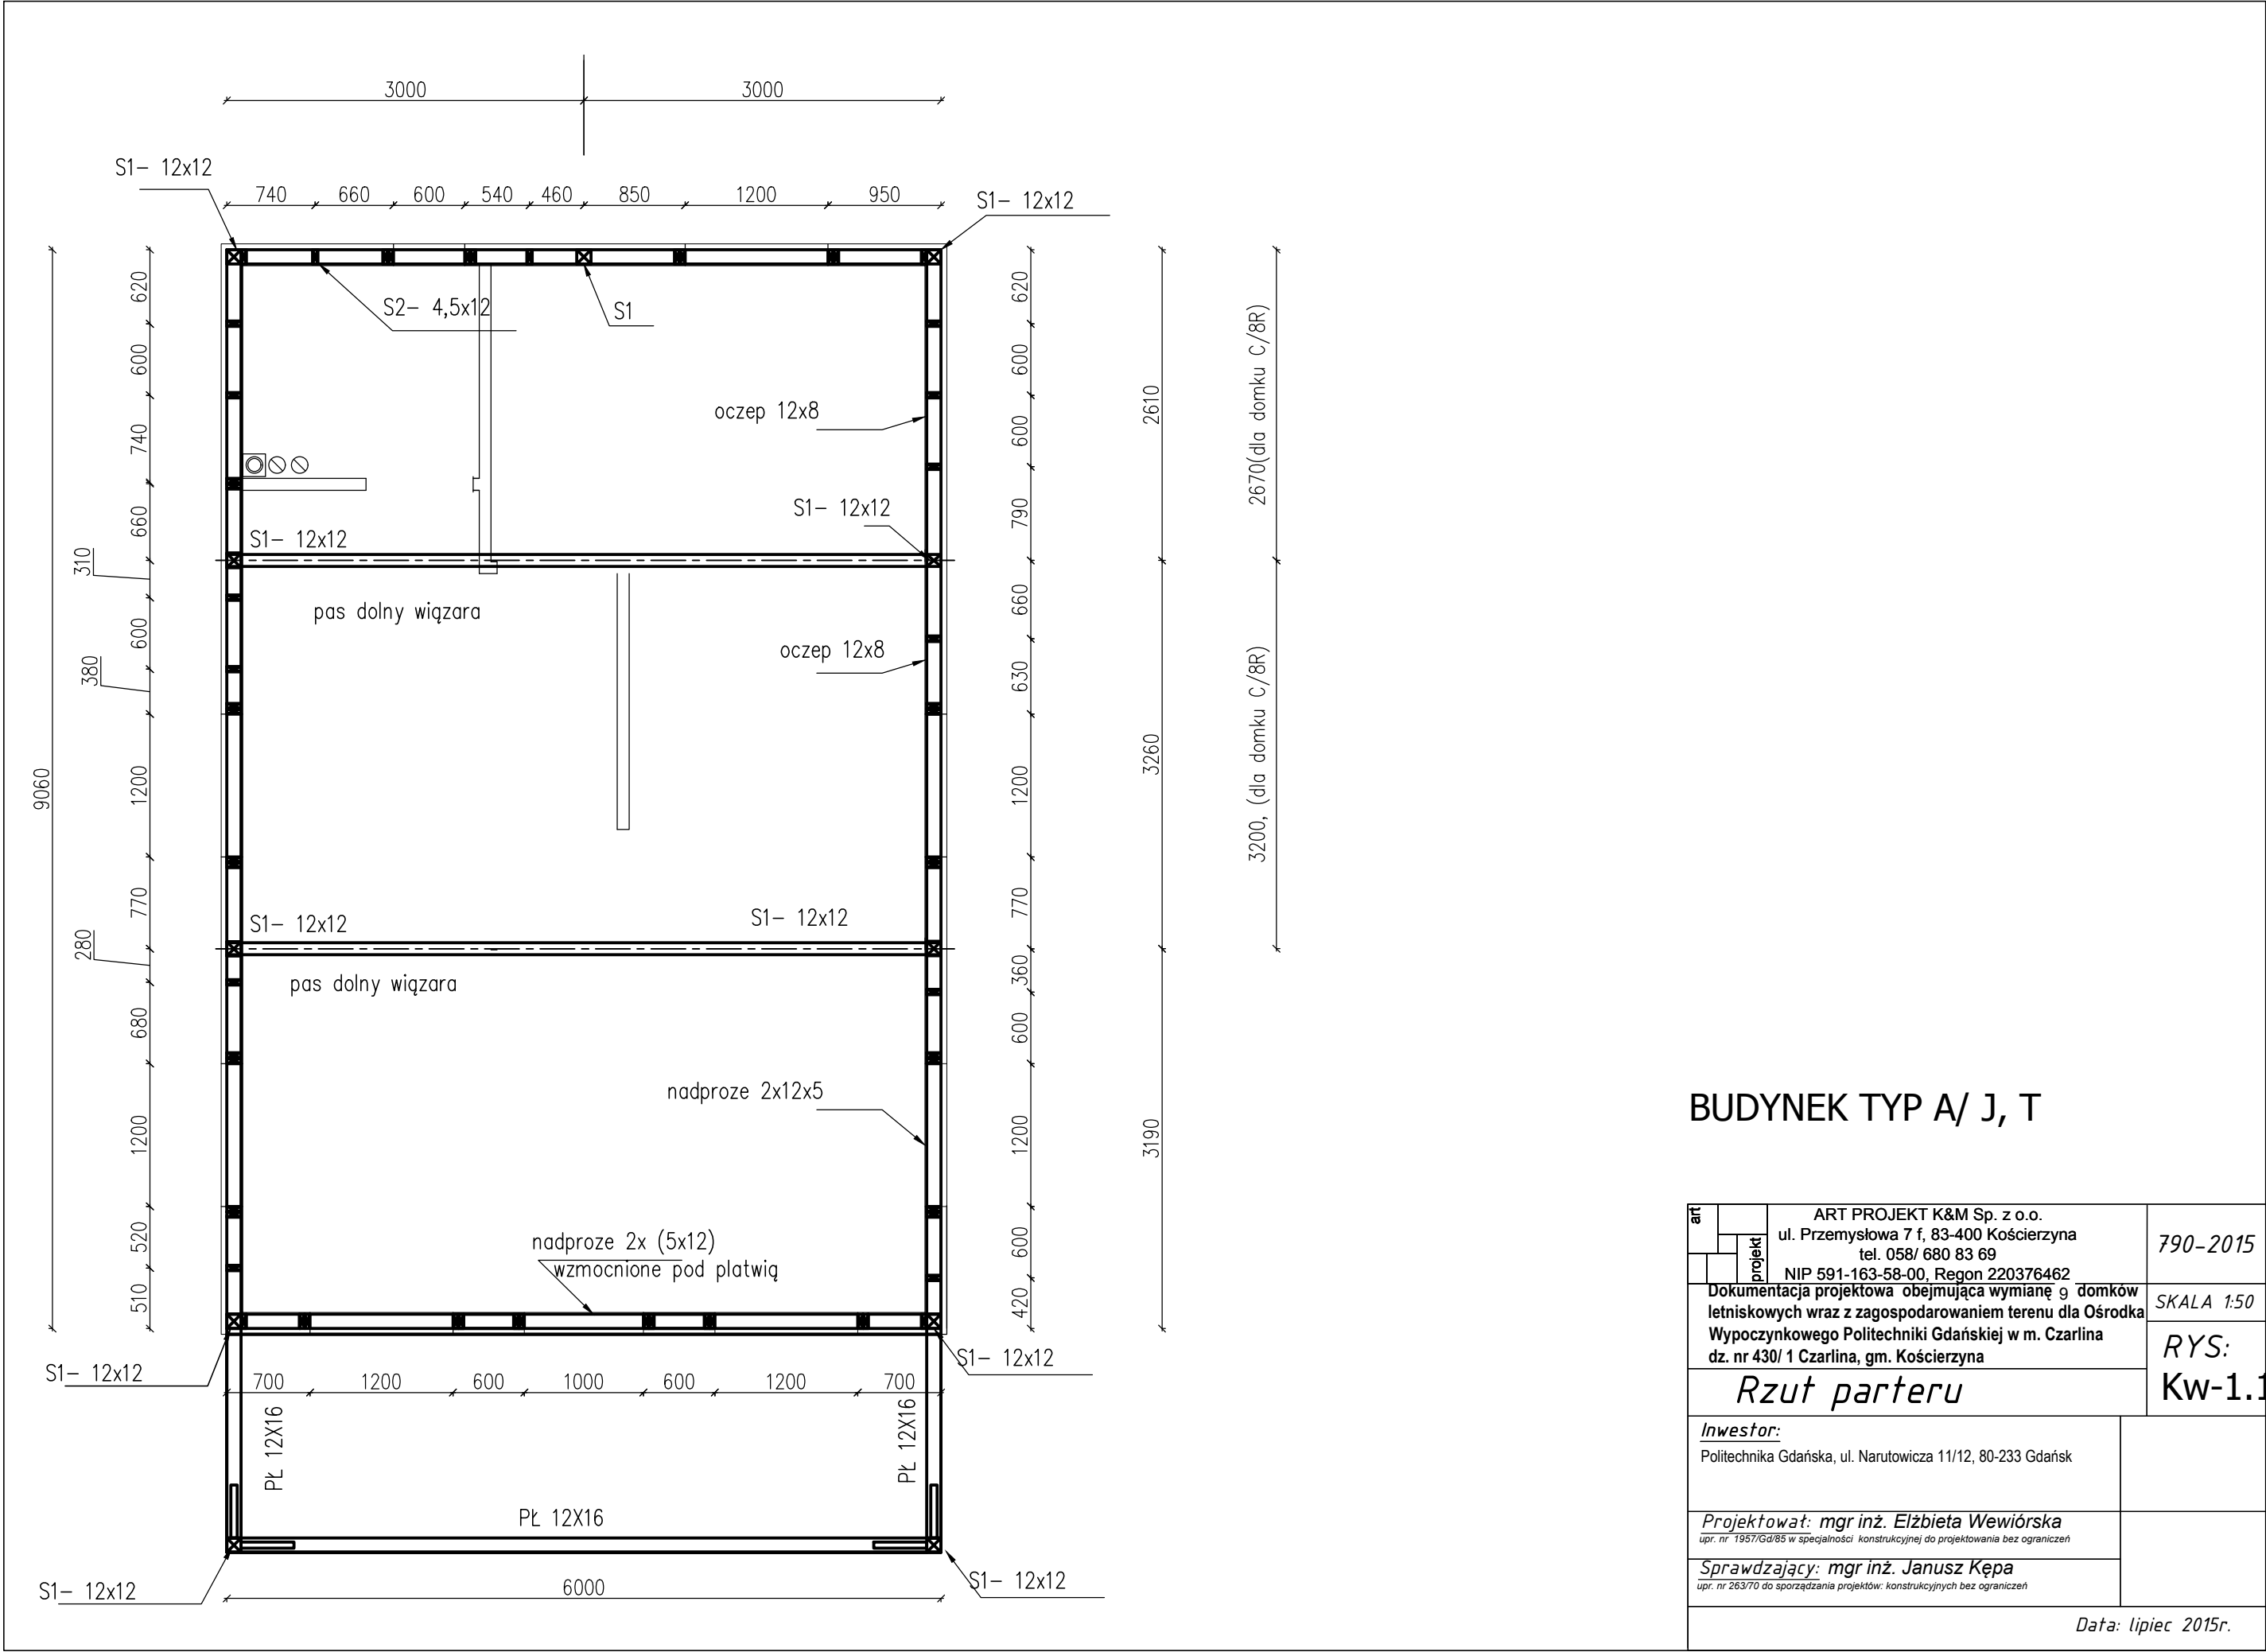 3000
3000
S1- 12x12
740
660
600
540
460
850
1200
950
S1- 12x12
S2- 4,5x12
S1
620
600
740
660
310
600
380
1200
9060
770
280
680
1200
520
510
oczep 12x8
S1- 12x12
S1- 12x12
pas dolny wiązara
oczep 12x8
S1- 12x12
S1- 12x12
pas dolny wiązara
nadproze 2x12x5
nadproze 2x (5x12)
wzmocnione pod platwią
620
600
600
790
660
630
1200
770
360
600
1200
600
420
2610
3260
3190
2670(dla domku C/8R)
3200, (dla domku C/8R)
S1- 12x12
S1- 12x12
700
1200
600
1000
600
1200
700
PŁ 12X16
PŁ 12X16
PŁ 12X16
S1- 12x12
S1- 12x12
6000
BUDYNEK TYP A/ J, T
art
projekt
ART PROJEKT K&M Sp. z o.o.
ul. Przemysłowa 7 f, 83-400 Kościerzyna
tel. 058/ 680 83 69
NIP 591-163-58-00, Regon 220376462
790-2015
Dokumentacja projektowa obejmująca wymianę 9 domków
letniskowych wraz z zagospodarowaniem terenu dla Ośrodka
Wypoczynkowego Politechniki Gdańskiej w m. Czarlina
dz. nr 430/ 1 Czarlina, gm. Kościerzyna
SKALA 1:50
RYS:
Kw-1.1
Rzut parteru
Inwestor:
Politechnika Gdańska, ul. Narutowicza 11/12, 80-233 Gdańsk
Projektował: mgr inż. Elżbieta Wewiórska
upr. nr 1957/Gd/85 w specjalności konstrukcyjnej do projektowania bez ograniczeń
Sprawdzający: mgr inż. Janusz Kępa
upr. nr 263/70 do sporządzania projektów: konstrukcyjnych bez ograniczeń
Data: lipiec 2015r.